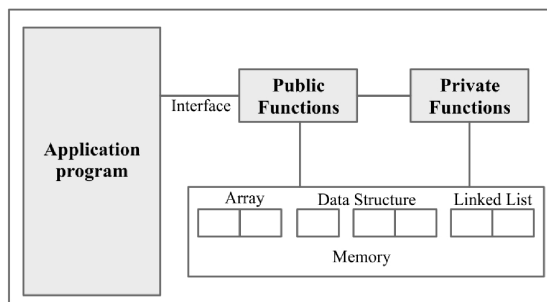 Application
program
Interface
Public
Functions
Private
Functions
Array
Data Structure
Linked List
Memory